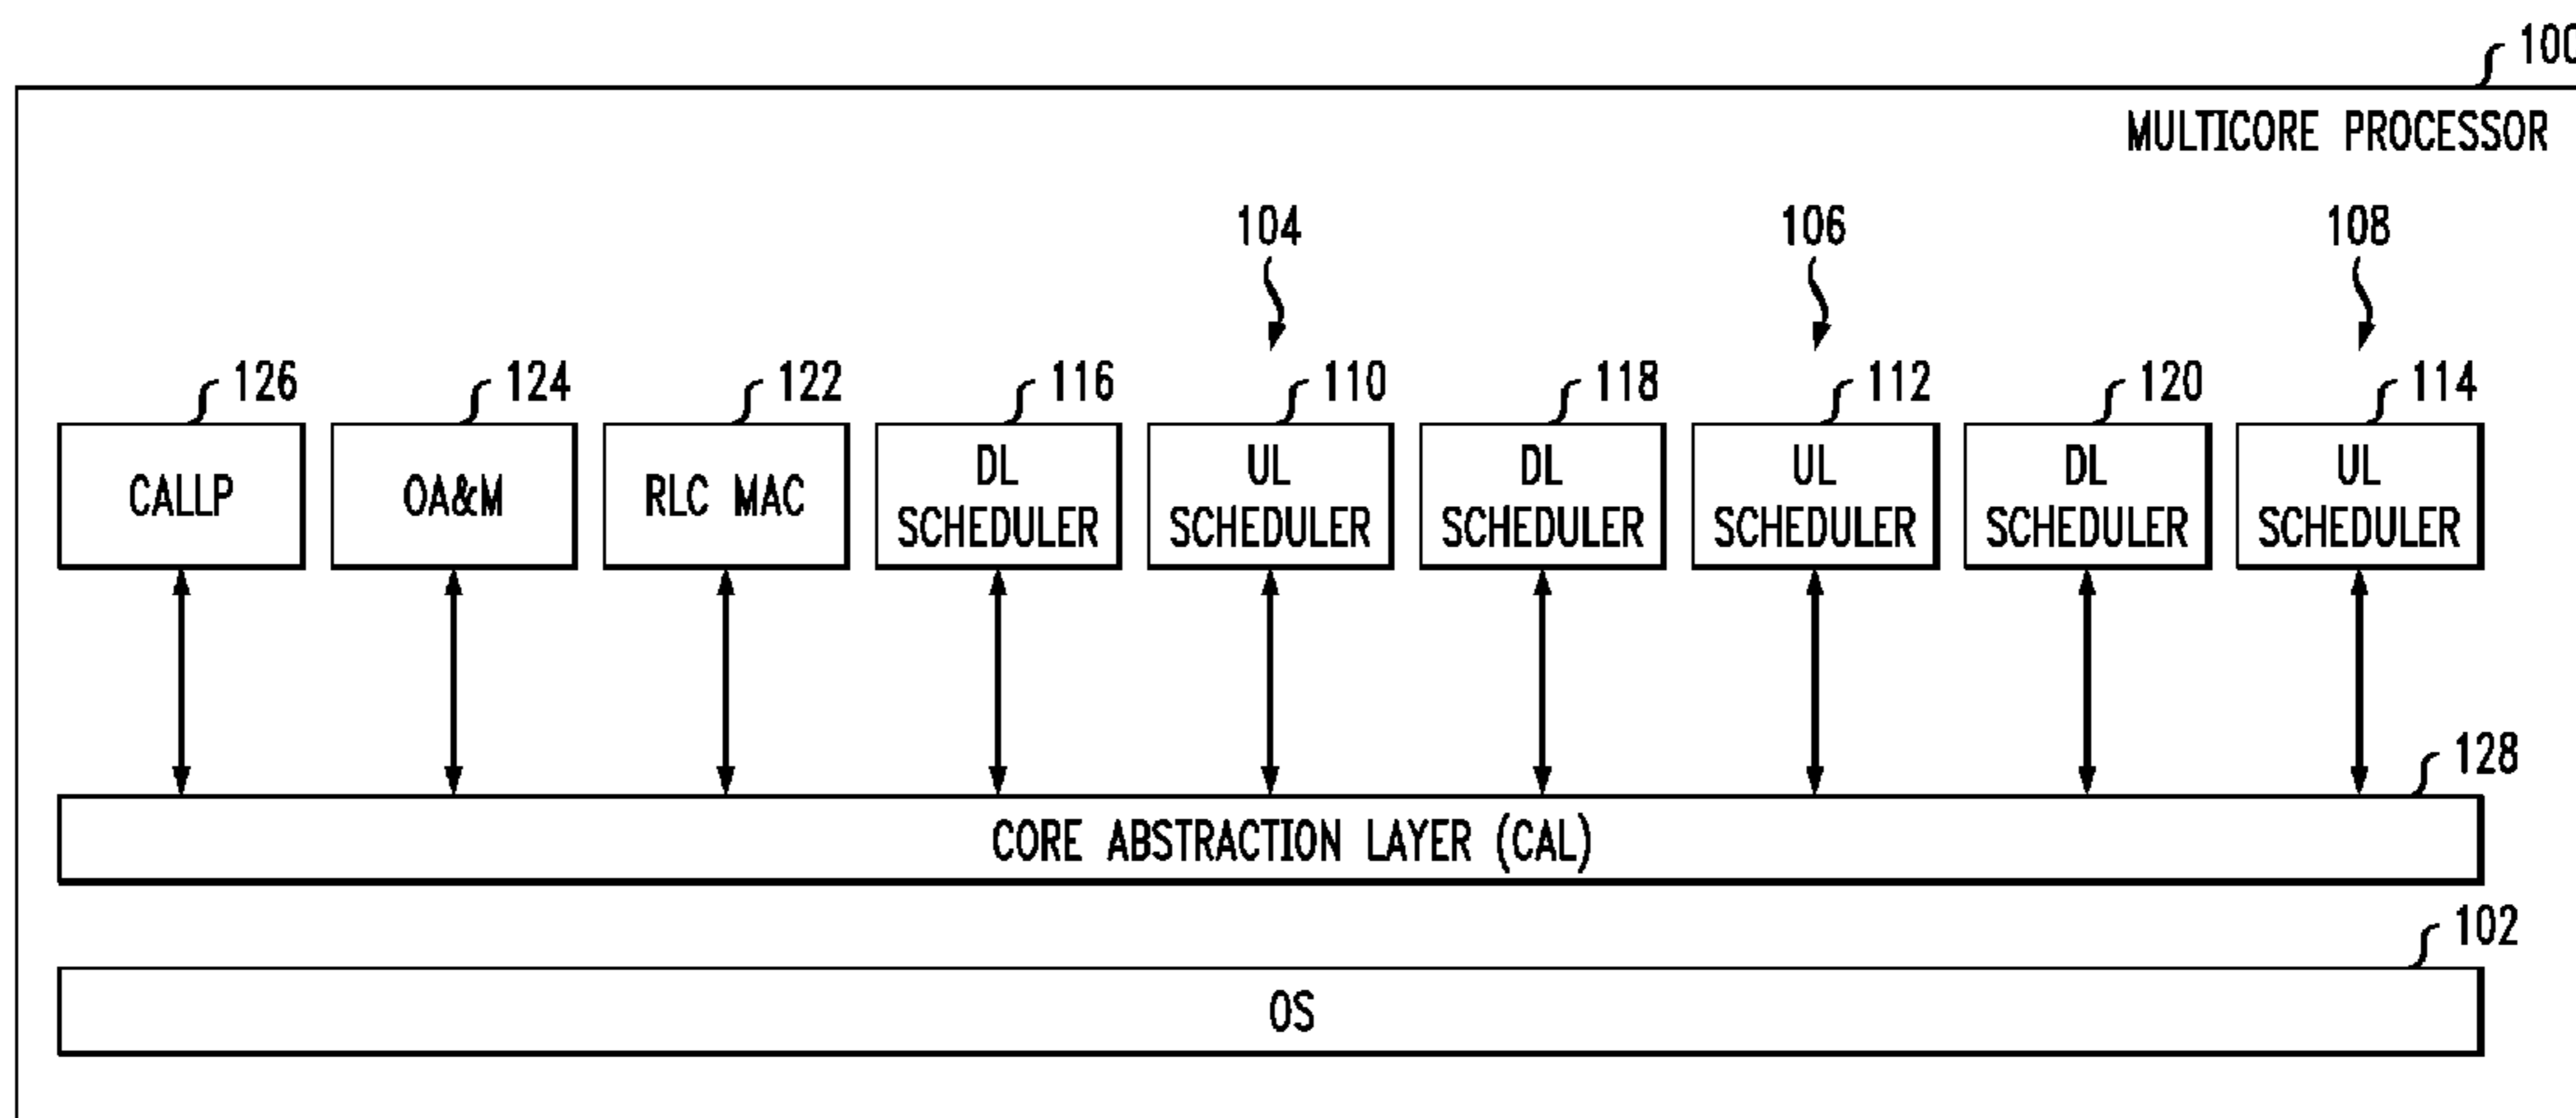 100
MULTICORE PROCESSOR
104 106 108
126 124 122 116 110 118 112 120 114
CALLP
OA&M
RLC MAC
DL
SCHEDULER
UL
SCHEDULER
DL
SCHEDULER
UL
SCHEDULER
DL
SCHEDULER
UL
SCHEDULER
128
CORE ABSTRACTION LAYER (CAL)
102
OS